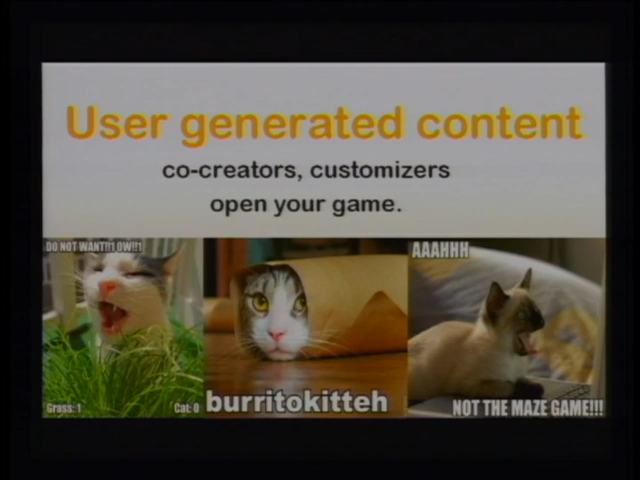 User generated content
co-creators, customizers
open your game.
DO NOT WANT!!1 OW!!1
AAAHHH
Grass: 1
Cat: 0
burritokitteh
NOT THE MAZE GAME!!!